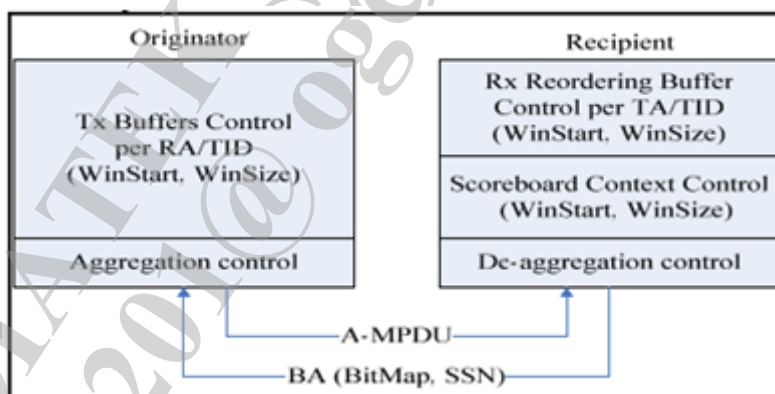 Originator
Tx Buffers Control
per RA/TID
(WinStart, WinSize)
Aggregation control
Recipient
Rx Reordering Buffer
Control per TA/TID
(WinStart, WinSize)
Scoreboard Context Control
(WinStart, WinSize)
De-aggregation control
A-MPDU
BA (BitMap, SSN)